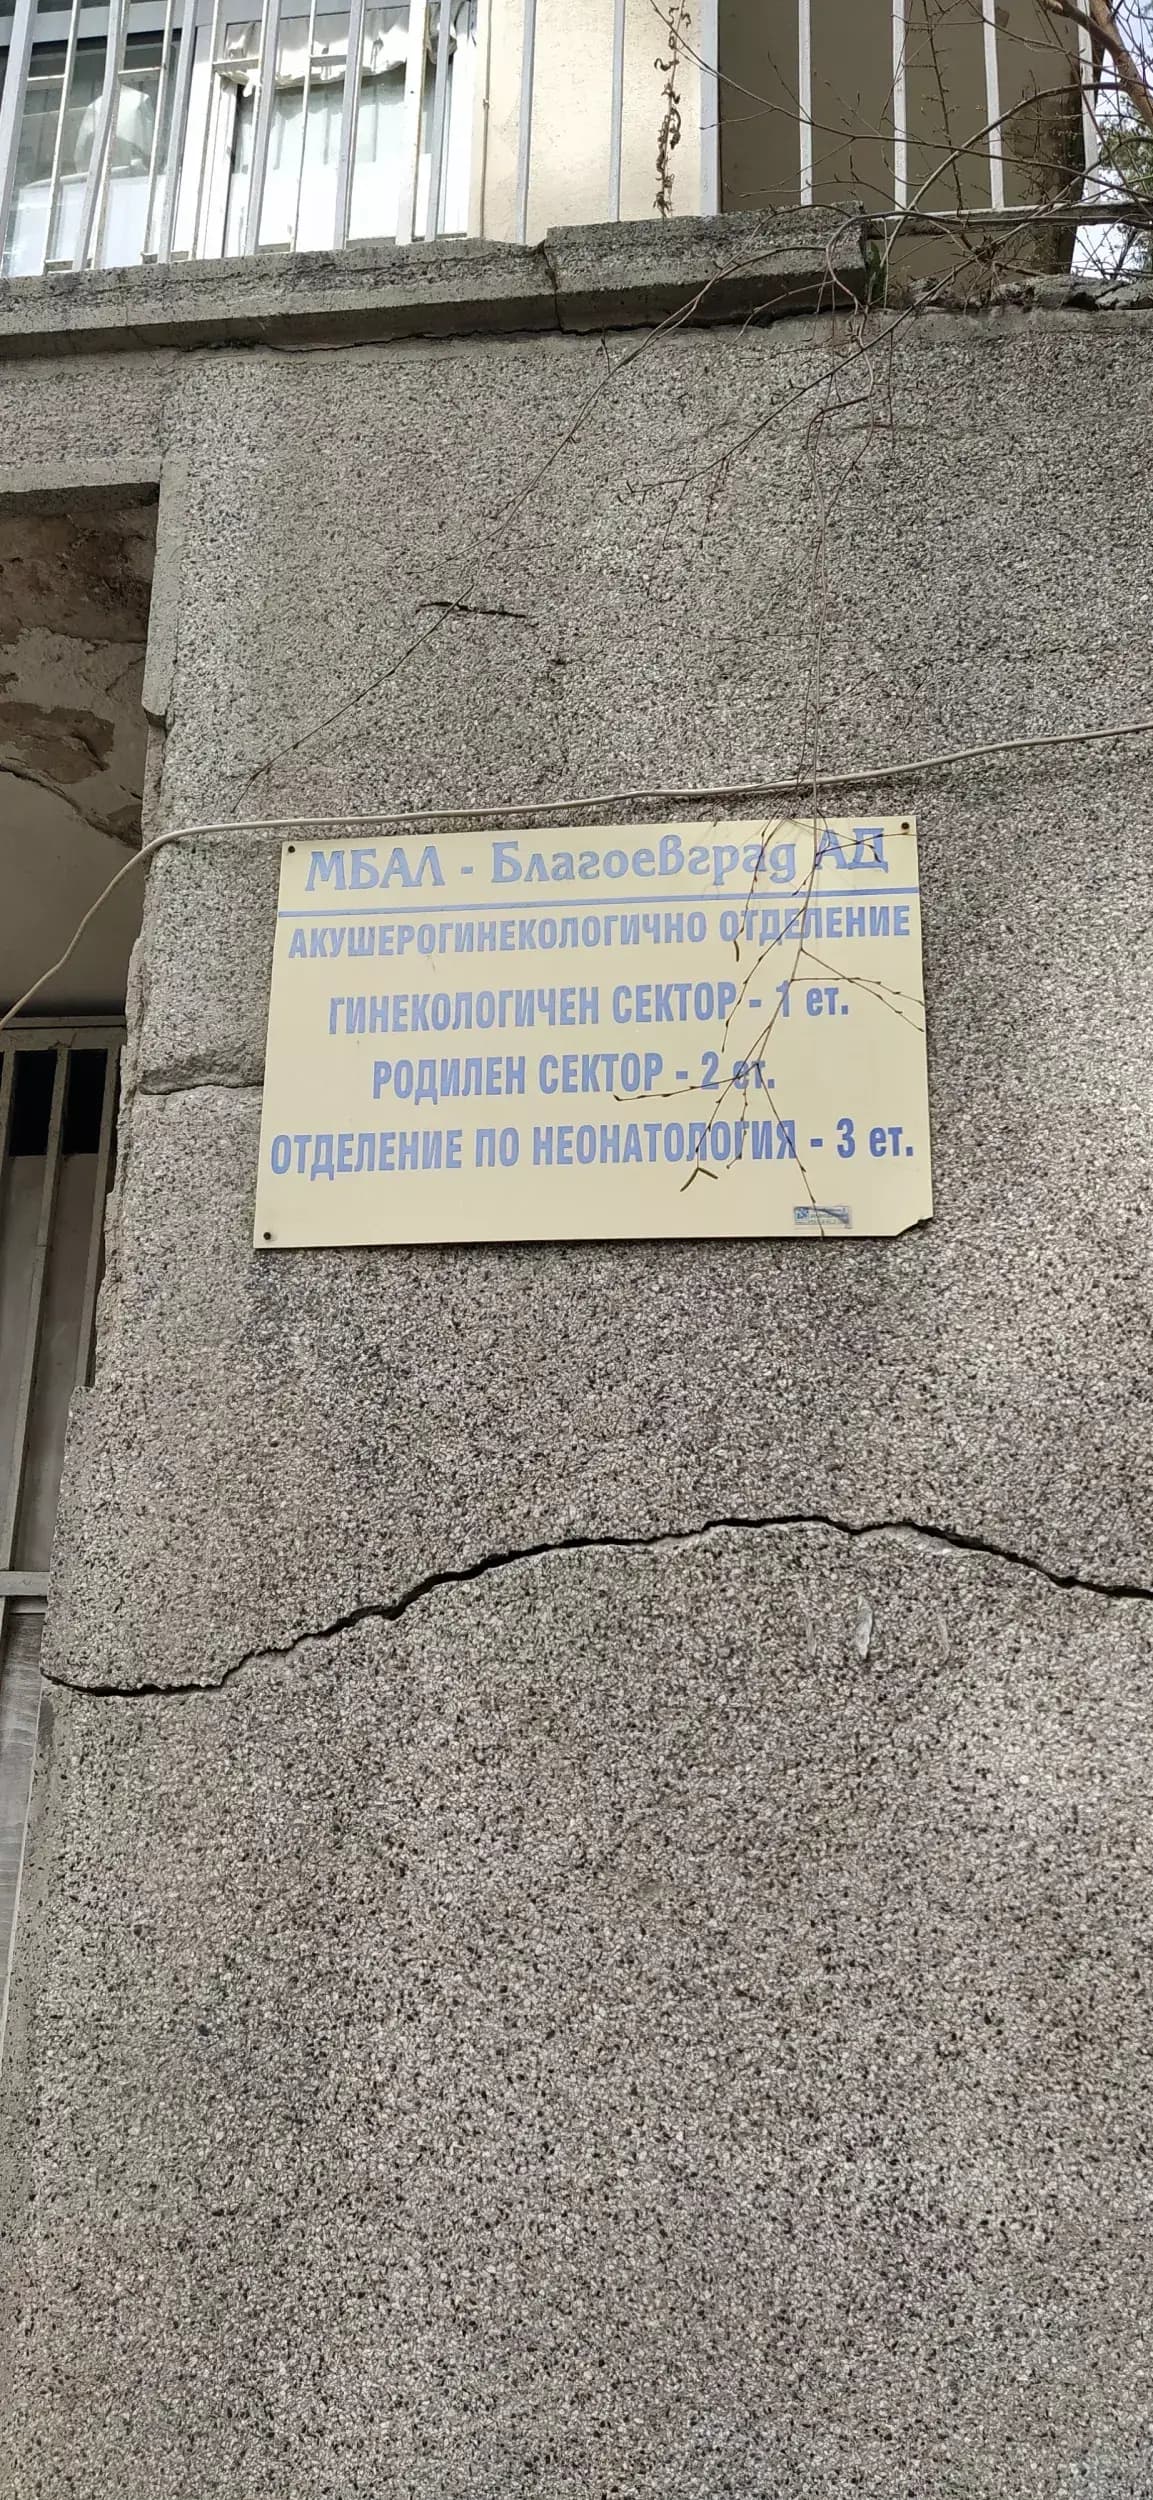 МБАЛ - Благоевград АД
АКУШЕРОГИНЕКОЛОГИЧНО ОТДЕЛЕНИЕ
ГИНЕКОЛОГИЧЕН СЕКТОР - 1 ет.
РОДИЛЕН СЕКТОР - 2 ет.
ОТДЕЛЕНИЕ ПО НЕОНАТОЛОГИЯ - 3 ет.